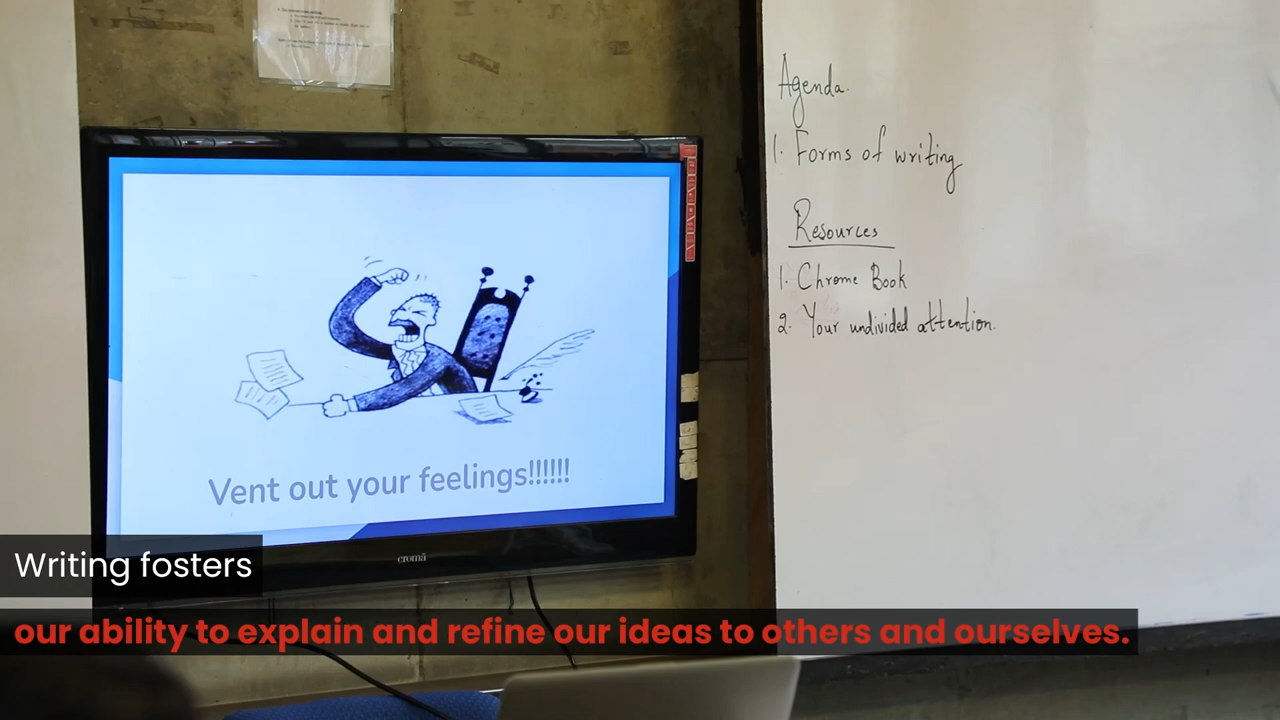 Agenda.
1. Forms of writing
Resources
1. Chrome Book
2. Your undivided attention.
Vent out your feelings!!!!!!
cromā
Writing fosters
our ability to explain and refine our ideas to others and ourselves.